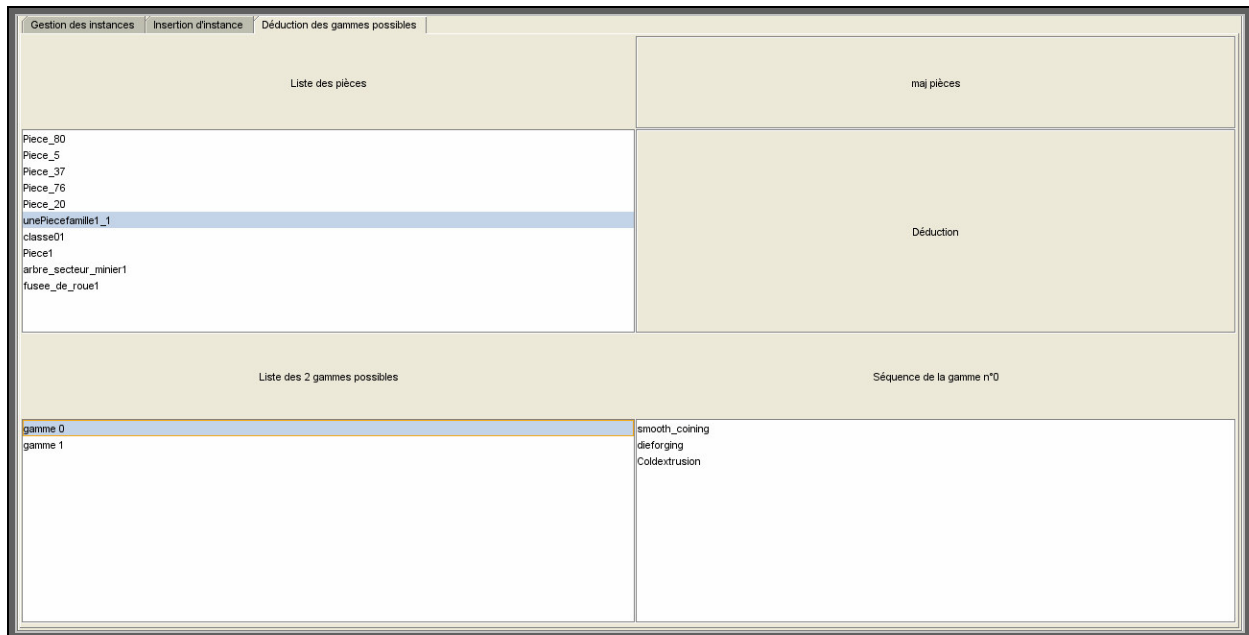 Gestion des instances Insertion d'instance Déduction des gammes possibles
Liste des pièces maj pièces
Piece_80
Piece_5
Piece_37
Piece_76
Piece_20
unePiecefamille1_1
classe01
Piece1
arbre_secteur_minier1
fusee_de_roue1
Déduction
Liste des 2 gammes possibles Séquence de la gamme n°0
gamme 0
gamme 1
smooth_coining
dieforging
Coldextrusion